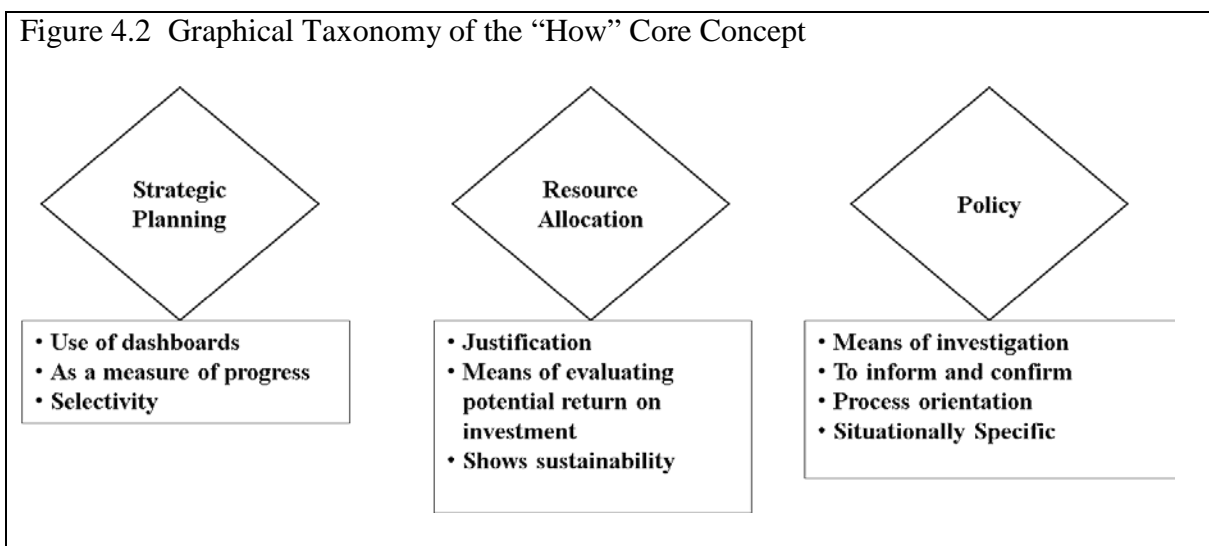 Figure 4.2  Graphical Taxonomy of the “How” Core Concept
Strategic
Planning
• Use of dashboards
• As a measure of progress
• Selectivity
Resource
Allocation
• Justification
• Means of evaluating
potential return on
investment
• Shows sustainability
Policy
• Means of investigation
• To inform and confirm
• Process orientation
• Situationally Specific